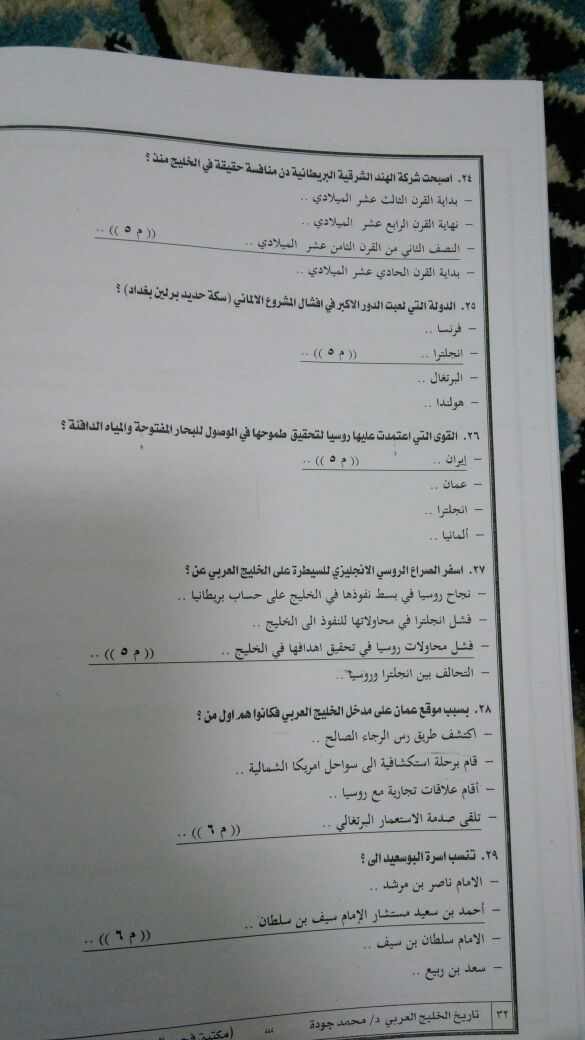 ٢٤. اصبحت شركة الهند الشرقية البريطانية دن منافسة حقيقة في الخليج منذ ؟
– بداية القرن الثالث عشر الميلادي ..
– نهاية القرن الرابع عشر الميلادي ..
– النصف الثاني من القرن الثامن عشر الميلادي .. (( م ٥ )) ..
– بداية القرن الحادي عشر الميلادي ..
٢٥. الدولة التي لعبت الدور الاكبر في افشال المشروع الالماني (سكة حديد برلين بغداد) ؟
– فرنسا ..
– انجلترا .. (( م ٥ )) ..
– البرتغال ..
– هولندا ..
٢٦. القوى التي اعتمدت عليها روسيا لتحقيق طموحها في الوصول للبحار المفتوحة والمياه الدافئة ؟
– إيران .. (( م ٥ )) ..
– عمان ..
– انجلترا ..
– ألمانيا ..
٢٧. اسفر الصراع الروسي الانجليزي للسيطرة على الخليج العربي عن ؟
– نجاح روسيا في بسط نفوذها في الخليج على حساب بريطانيا ..
– فشل انجلترا في محاولاتها للنفوذ الى الخليج ..
– فشل محاولات روسيا في تحقيق اهدافها في الخليج .. (( م ٥ )) ..
– التحالف بين انجلترا وروسيا ..
٢٨. بسبب موقع عمان على مدخل الخليج العربي فكانوا هم اول من ؟
– اكتشف طريق رس الرجاء الصالح ..
– قام برحلة استكشافية الى سواحل امريكا الشمالية ..
– أقام علاقات تجارية مع روسيا ..
– تلقى صدمة الاستعمار البرتغالي .. (( م ٦ )) ..
٢٩. تنسب اسرة البوسعيد الى ؟
– الامام ناصر بن مرشد ..
– أحمد بن سعيد مستشار الإمام سيف بن سلطان .. (( م ٦ )) ..
– الامام سلطان بن سيف ..
– سعد بن ربيع ..
٣٢ تاريخ الخليج العربي د/ محمد جودة ،،، (مكتبة